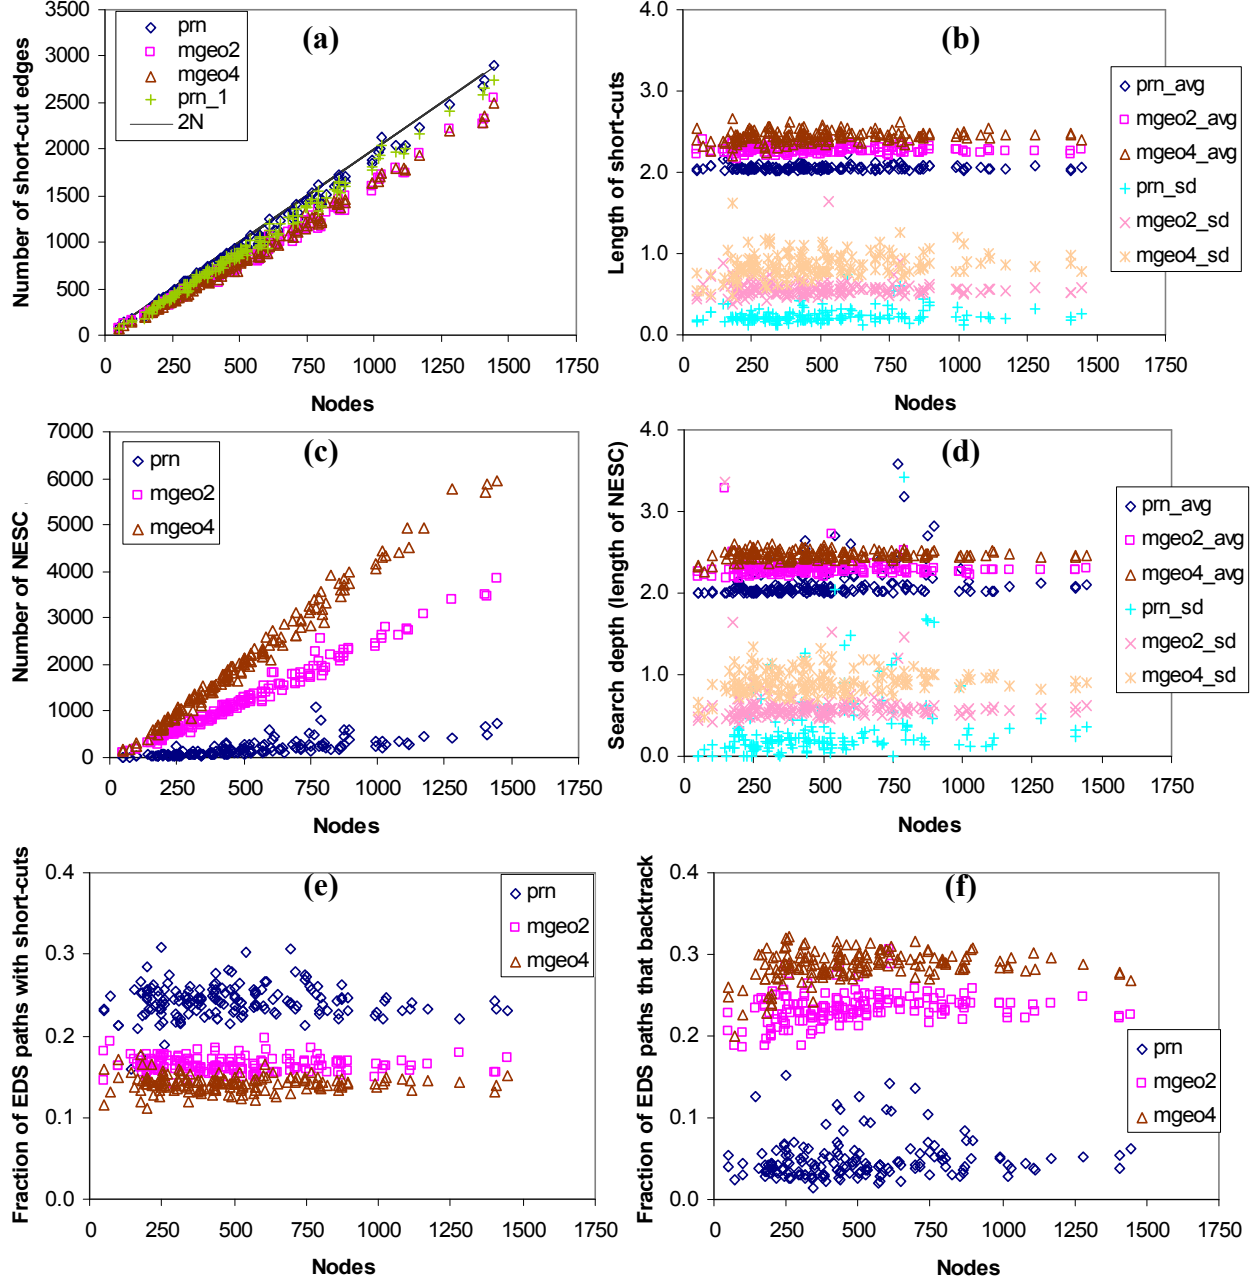 (a)
Number of short-cut edges
3500
3000
2500
2000
1500
1000
500
0
prn
mgeo2
mgeo4
prn_1
2N
0 250 500 750 1000 1250 1500 1750
Nodes
(b)
Length of short-cuts
4.0
3.0
2.0
1.0
0.0
prn_avg
mgeo2_avg
mgeo4_avg
prn_sd
mgeo2_sd
mgeo4_sd
0 250 500 750 1000 1250 1500 1750
Nodes
(c)
Number of NESC
7000
6000
5000
4000
3000
2000
1000
0
prn
mgeo2
mgeo4
0 250 500 750 1000 1250 1500 1750
Nodes
(d)
Search depth (length of NESC)
4.0
3.0
2.0
1.0
0.0
prn_avg
mgeo2_avg
mgeo4_avg
prn_sd
mgeo2_sd
mgeo4_sd
0 250 500 750 1000 1250 1500 1750
Nodes
(e)
Fraction of EDS paths with short-cuts
0.4
0.3
0.2
0.1
0.0
prn
mgeo2
mgeo4
0 250 500 750 1000 1250 1500 1750
Nodes
(f)
Fraction of EDS paths that backtrack
0.4
0.3
0.2
0.1
0.0
prn
mgeo2
mgeo4
0 250 500 750 1000 1250 1500 1750
Nodes